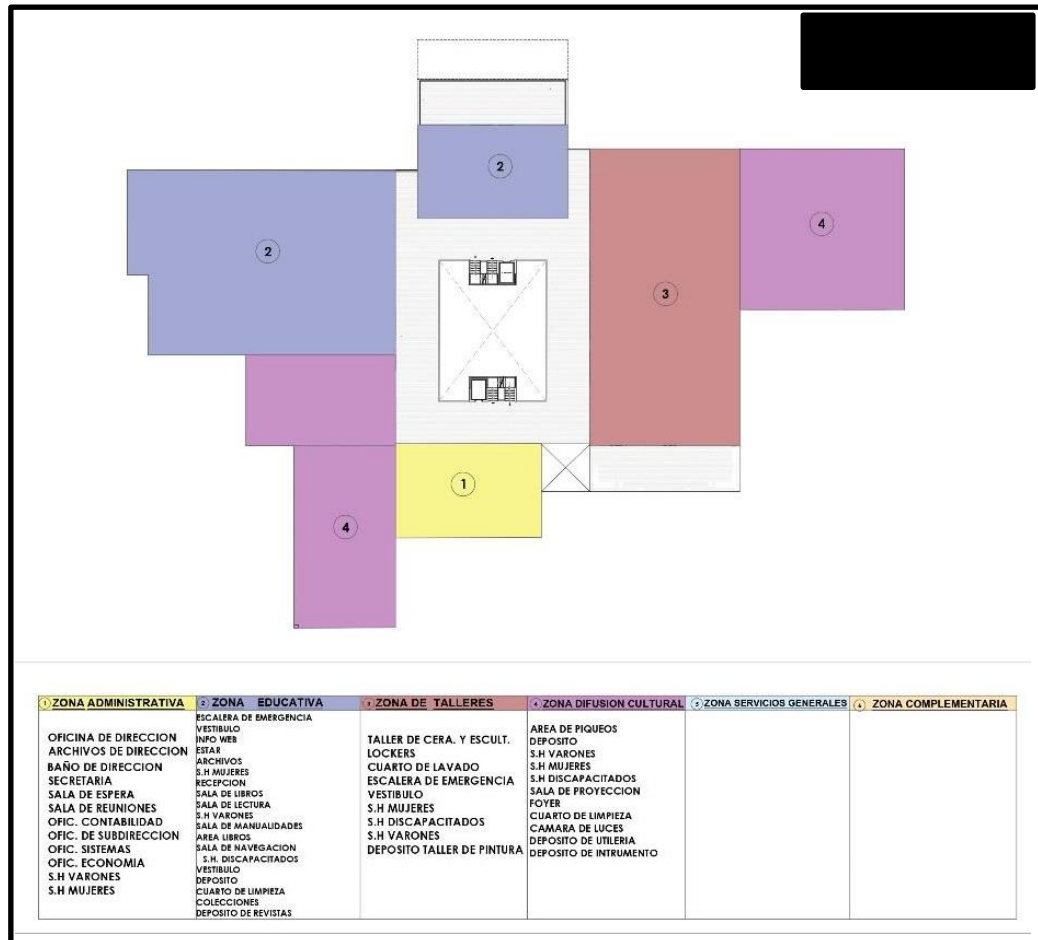 2
2
4
3
1
4
1 ZONA ADMINISTRATIVA
OFICINA DE DIRECCION
ARCHIVOS DE DIRECCION
BAÑO DE DIRECCION
SECRETARIA
SALA DE ESPERA
SALA DE REUNIONES
OFIC. CONTABILIDAD
OFIC. DE SUBDIRECCION
OFIC. SISTEMAS
OFIC. ECONOMIA
S.H VARONES
S.H MUJERES
2 ZONA EDUCATIVA
ESCALERA DE EMERGENCIA
VESTIBULO
INFO WEB
ESTAR
ARCHIVOS
S.H MUJERES
RECEPCION
SALA DE LIBROS
SALA DE LECTURA
S.H VARONES
SALA DE MANUALIDADES
AREA LIBROS
SALA DE NAVEGACION
S.H. DISCAPACITADOS
VESTIBULO
DEPOSITO
CUARTO DE LIMPIEZA
COLECCIONES
DEPOSITO DE REVISTAS
3 ZONA DE TALLERES
TALLER DE CERA. Y ESCULT.
LOCKERS
CUARTO DE LAVADO
ESCALERA DE EMERGENCIA
VESTIBULO
S.H MUJERES
S.H DISCAPACITADOS
S.H VARONES
DEPOSITO TALLER DE PINTURA
4 ZONA DIFUSION CULTURAL
AREA DE PIQUEOS
DEPOSITO
S.H VARONES
S.H MUJERES
S.H DISCAPACITADOS
SALA DE PROYECCION
FOYER
CUARTO DE LIMPIEZA
CAMARA DE LUCES
DEPOSITO DE UTILERIA
DEPOSITO DE INTRUMENTO
5 ZONA SERVICIOS GENERALES
6 ZONA COMPLEMENTARIA